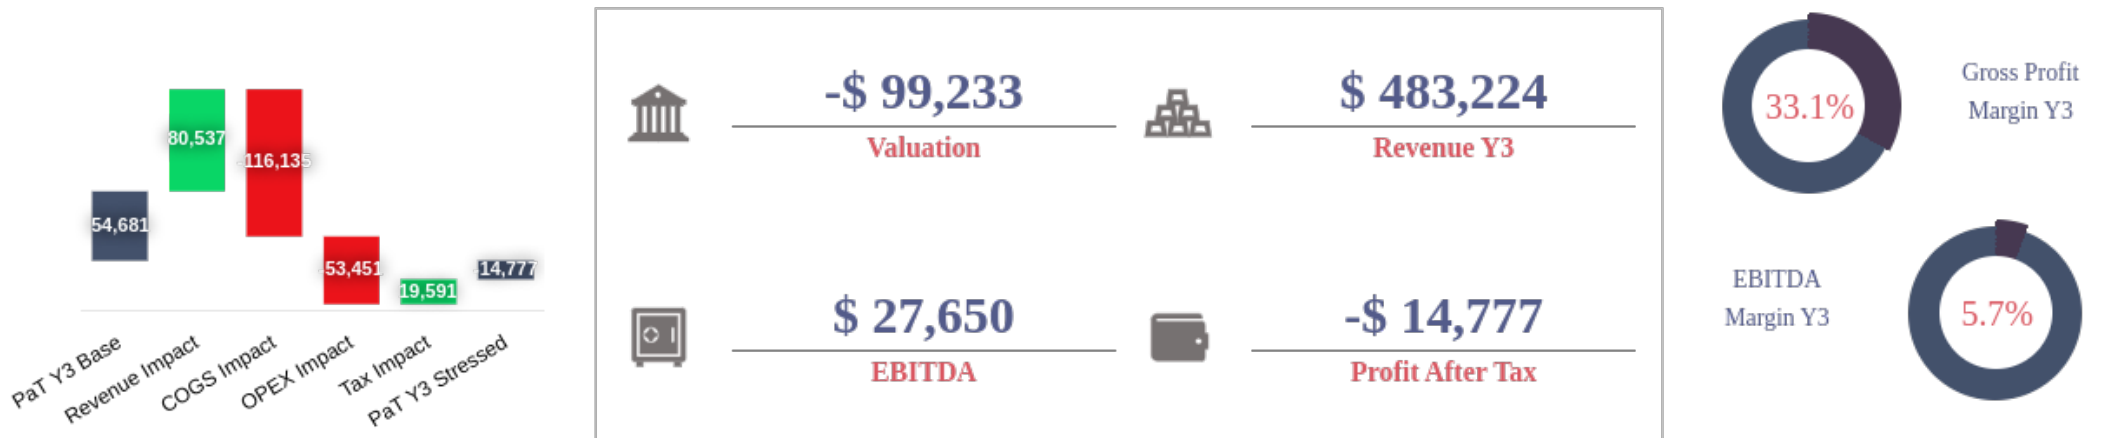 54,681
80,537
-116,135
-53,451
19,591
-14,777
PaT Y3 Base
Revenue Impact
COGS Impact
OPEX Impact
Tax Impact
PaT Y3 Stressed
-$ 99,233
Valuation
$ 483,224
Revenue Y3
$ 27,650
EBITDA
-$ 14,777
Profit After Tax
33.1%
Gross Profit
Margin Y3
EBITDA
Margin Y3
5.7%